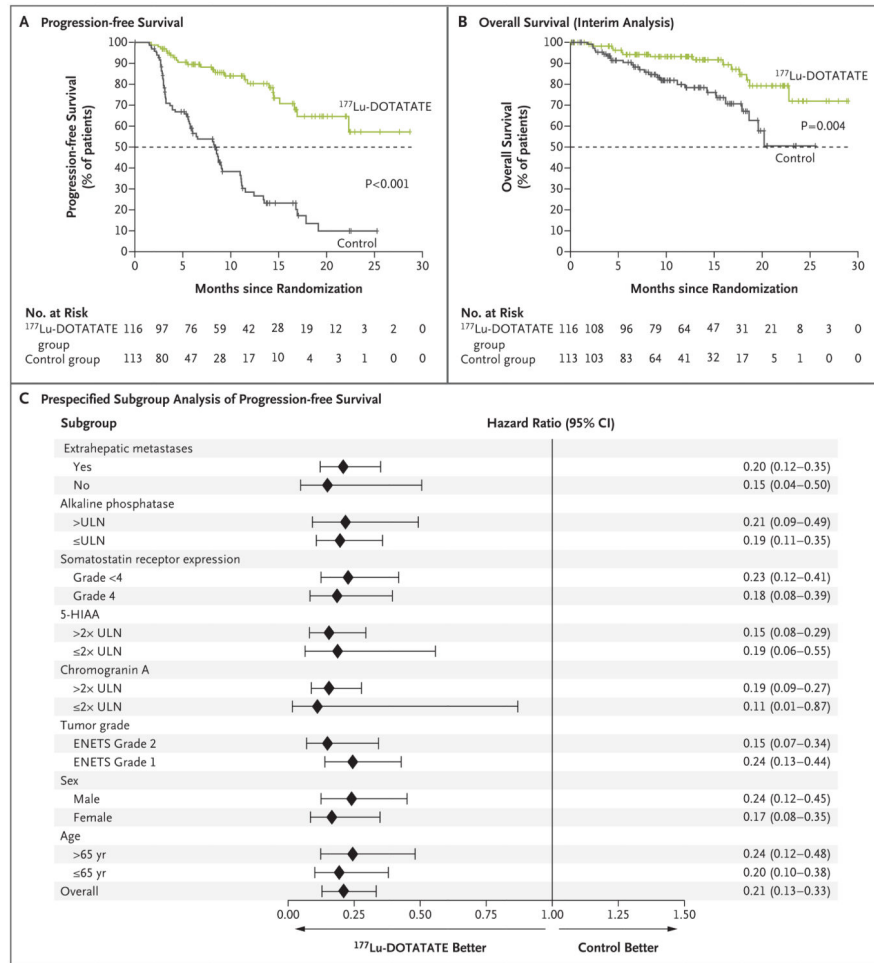 A Progression-free Survival
100
90
80
70
60
50
40
30
20
10
0
Progression-free Survival
(% of patients)
¹⁷⁷Lu-DOTATATE
P<0.001
Control
0 5 10 15 20 25 30
Months since Randomization
No. at Risk
¹⁷⁷Lu-DOTATATE 116 97 76 59 42 28 19 12 3 2 0
group
Control group 113 80 47 28 17 10 4 3 1 0 0
B Overall Survival (Interim Analysis)
100
90
80
70
60
50
40
30
20
10
0
Overall Survival
(% of patients)
¹⁷⁷Lu-DOTATATE
P=0.004
Control
0 5 10 15 20 25 30
Months since Randomization
No. at Risk
¹⁷⁷Lu-DOTATATE 116 108 96 79 64 47 31 21 8 3 0
group
Control group 113 103 83 64 41 32 17 5 1 0 0
C Prespecified Subgroup Analysis of Progression-free Survival
Subgroup Hazard Ratio (95% CI)
Extrahepatic metastases
Yes 0.20 (0.12–0.35)
No 0.15 (0.04–0.50)
Alkaline phosphatase
>ULN 0.21 (0.09–0.49)
≤ULN 0.19 (0.11–0.35)
Somatostatin receptor expression
Grade <4 0.23 (0.12–0.41)
Grade 4 0.18 (0.08–0.39)
5-HIAA
>2× ULN 0.15 (0.08–0.29)
≤2× ULN 0.19 (0.06–0.55)
Chromogranin A
>2× ULN 0.19 (0.09–0.27)
≤2× ULN 0.11 (0.01–0.87)
Tumor grade
ENETS Grade 2 0.15 (0.07–0.34)
ENETS Grade 1 0.24 (0.13–0.44)
Sex
Male 0.24 (0.12–0.45)
Female 0.17 (0.08–0.35)
Age
>65 yr 0.24 (0.12–0.48)
≤65 yr 0.20 (0.10–0.38)
Overall 0.21 (0.13–0.33)
0.00 0.25 0.50 0.75 1.00 1.25 1.50
¹⁷⁷Lu-DOTATATE Better Control Better